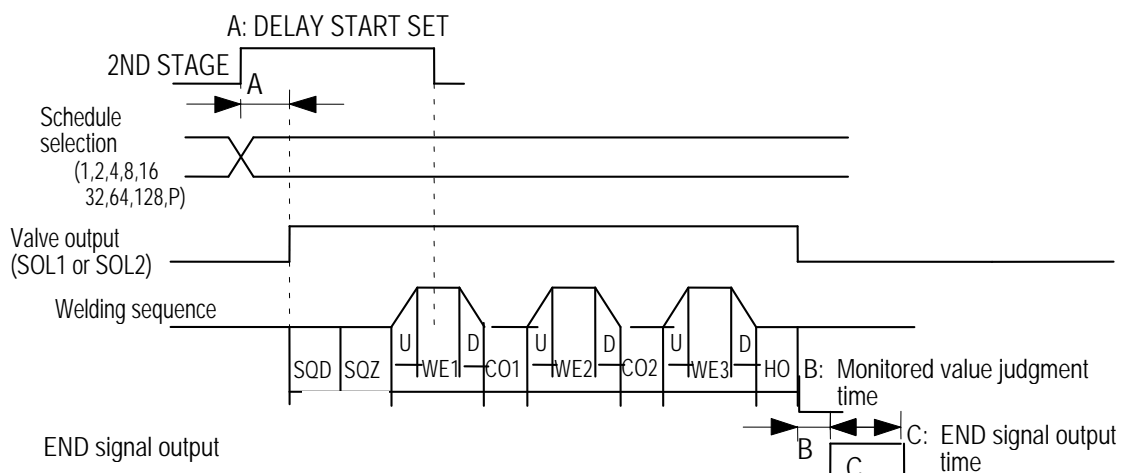 A: DELAY START SET
2ND STAGE
A
Schedule
selection
(1,2,4,8,16
32,64,128,P)
Valve output
(SOL1 or SOL2)
Welding sequence
U D U D U D
SQD SQZ WE1 CO1 WE2 CO2 WE3 HO
B: Monitored value judgment
time
END signal output
B
C
C: END signal output
time